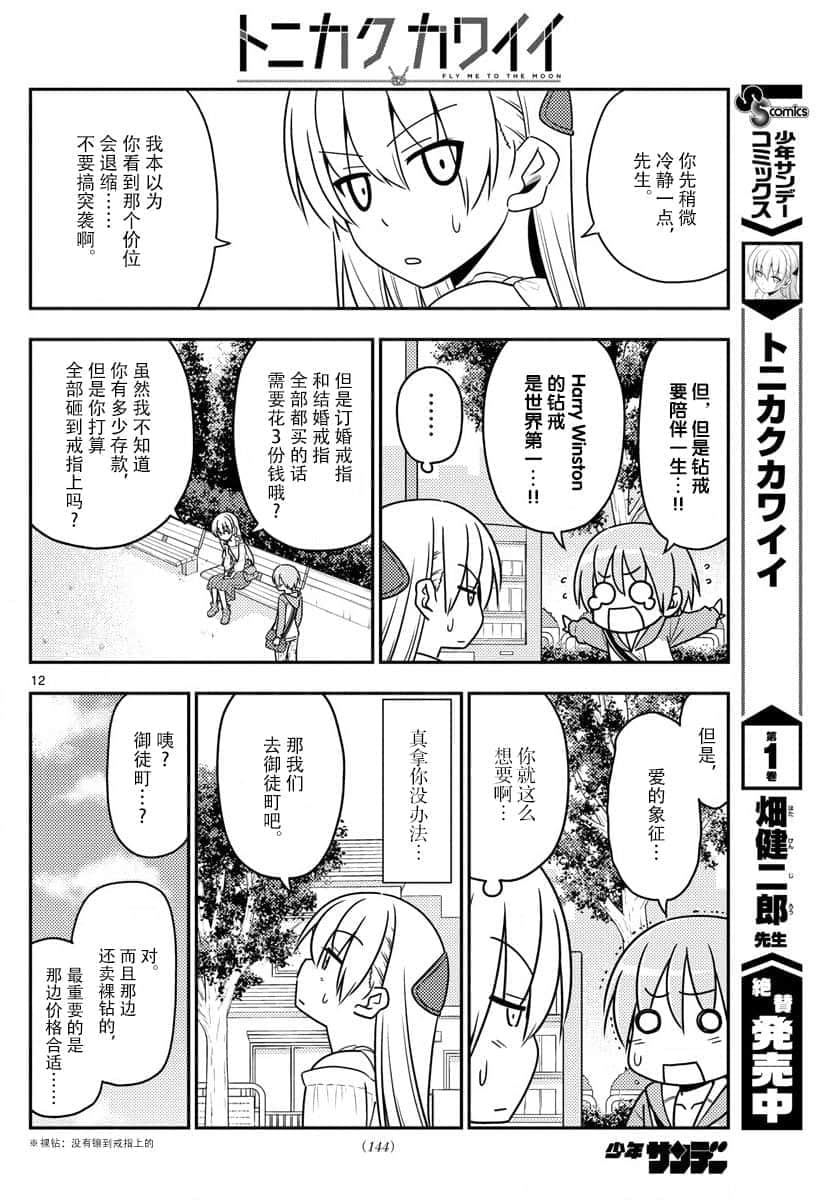 トニカクカワイイ
FLY ME TO THE MOON
你先稍微
冷静一点，
先生。
我本以为
你看到那个价位
会退缩……
不要搞突袭啊。
但，但是钻戒
要陪伴一生…!!
Harry Winston
的钻戒
是世界第一…!!
……
但是订婚戒指
和结婚戒指
全部都买的话
需要花3份钱哦？
虽然我不知道
你有多少存款，
但是你打算
全部砸到戒指上吗？
12
但是，
爱的象征…
你就这么
想要啊…
真拿你没办法…
那我们
去御徒町吧。
咦？
御徒町…？
对。
而且那边
还卖裸钻的，
最重要的是
那边价格合适……
※裸钻：没有镶到戒指上的
(144)
少年サンデー
S comics
少年サンデー
コミックス
トニカクカワイイ
第1巻
畑健二郎
はたけんじろう
先生
絶賛
発売中